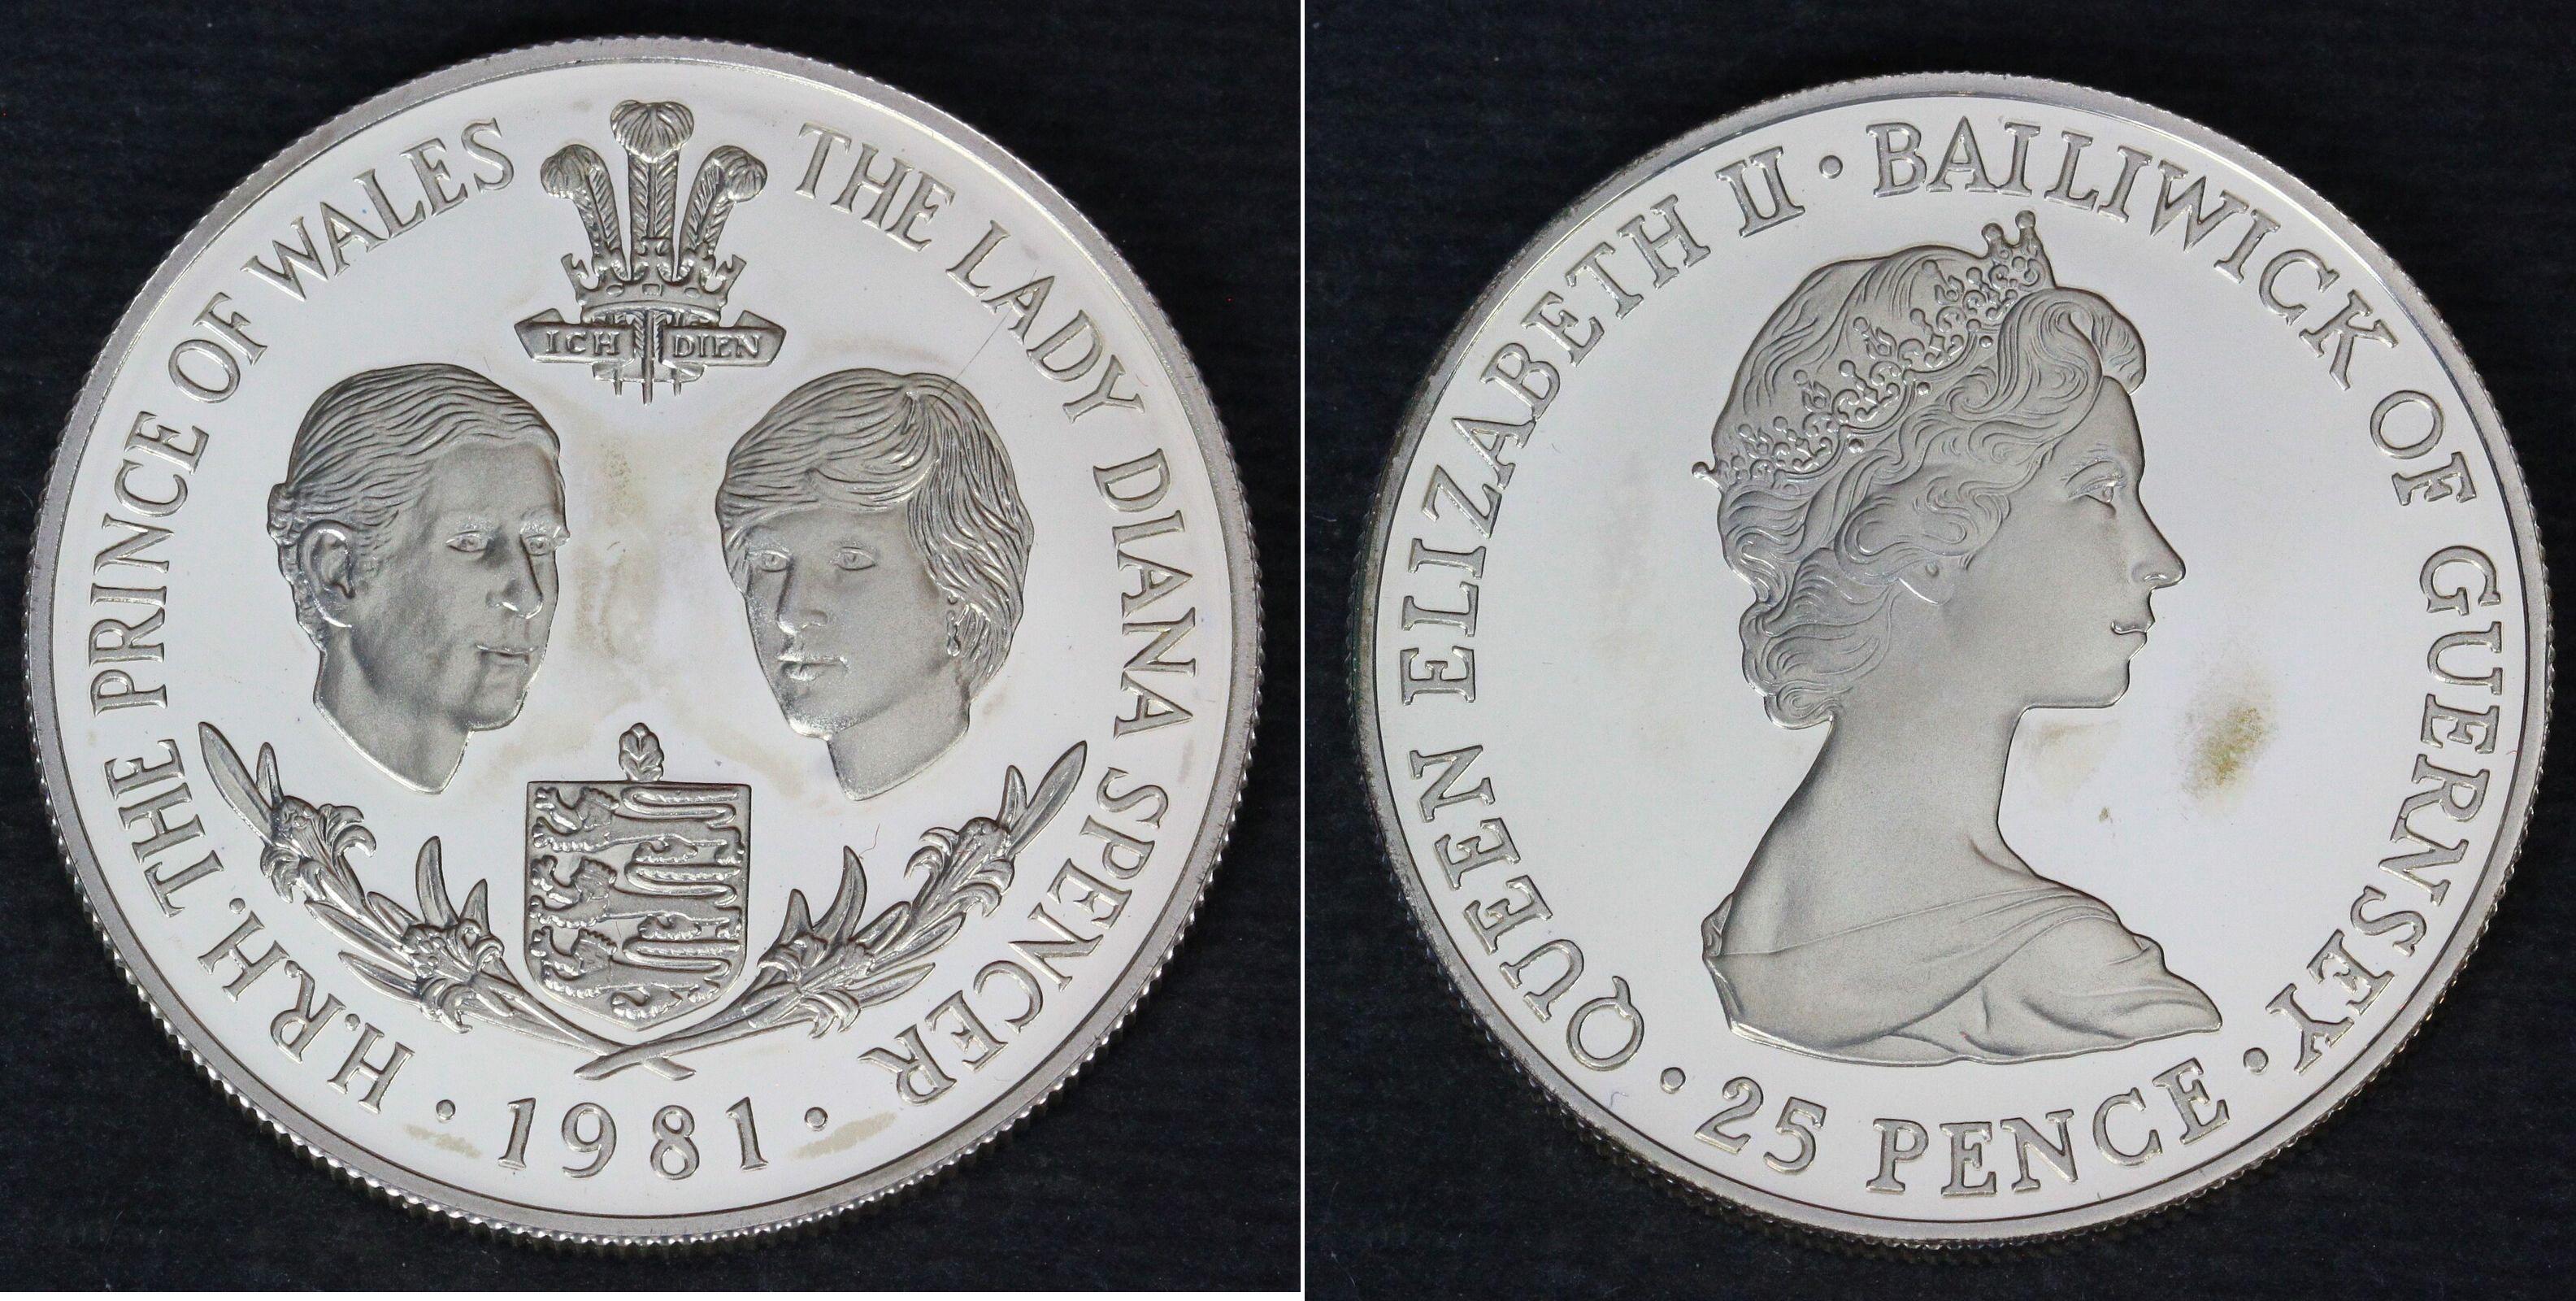 H.R.H. THE PRINCE OF WALES
THE LADY DIANA SPENCER
ICH DIEN
· 1981 ·
QUEEN ELIZABETH II · BAILIWICK OF GUERNSEY
· 25 PENCE ·